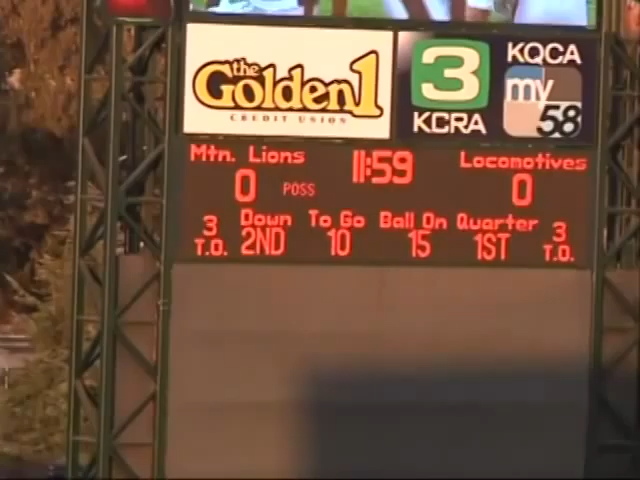 the
Golden1
CREDIT UNION
3
KCRA
KQCA
my
58
Mtn. Lions 11:59 Locomotives
0 POSS 0
3 Down To Go Ball On Quarter 3
T.O. 2ND 10 15 1ST T.O.